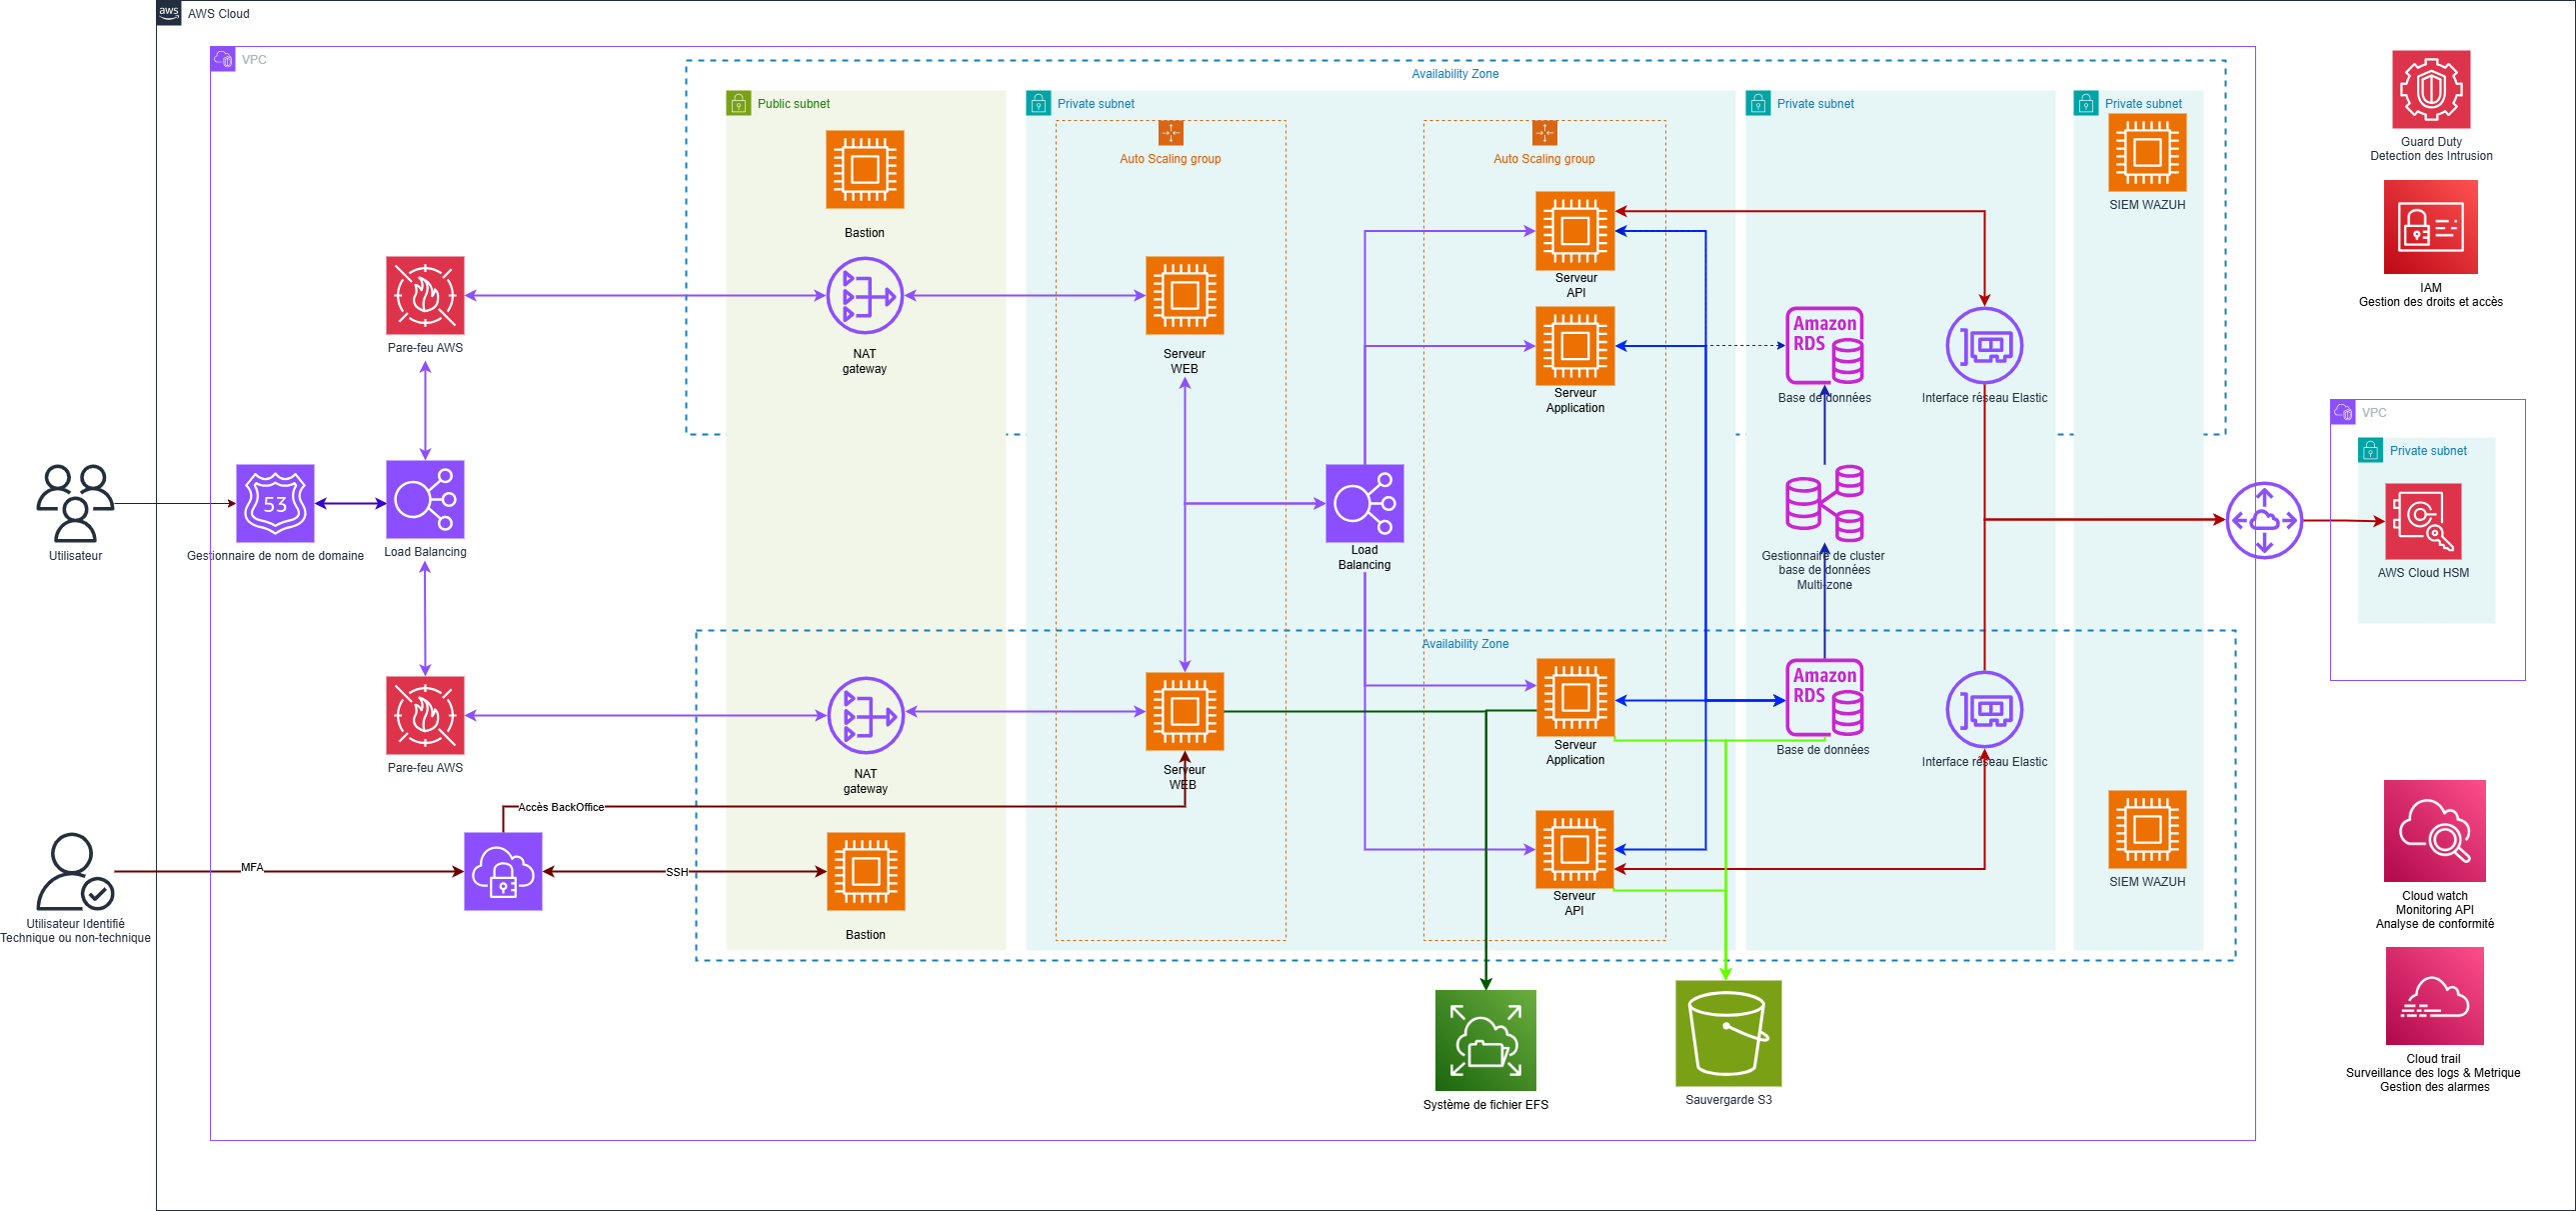 aws
AWS Cloud
VPC
Availability Zone
Public subnet
Private subnet
Private subnet
Private subnet
Auto Scaling group
Auto Scaling group
Bastion
SIEM WAZUH
Guard Duty
Detection des Intrusion
IAM
Gestion des droits et accès
Pare-feu AWS
NAT
gateway
Serveur
WEB
Serveur
API
Serveur
Application
Amazon
RDS
Base de données
Interface réseau Elastic
Utilisateur
53
Gestionnaire de nom de domaine
Load Balancing
Load
Balancing
Gestionnaire de cluster
base de données
Multi-zone
VPC
Private subnet
AWS Cloud HSM
Availability Zone
Pare-feu AWS
NAT
gateway
Serveur
WEB
Serveur
Application
Amazon
RDS
Base de données
Interface réseau Elastic
Accès BackOffice
MFA
SSH
Utilisateur Identifié
Technique ou non-technique
Bastion
Serveur
API
SIEM WAZUH
Cloud watch
Monitoring API
Analyse de conformité
Cloud trail
Surveillance des logs & Metrique
Gestion des alarmes
Système de fichier EFS
Sauvergarde S3